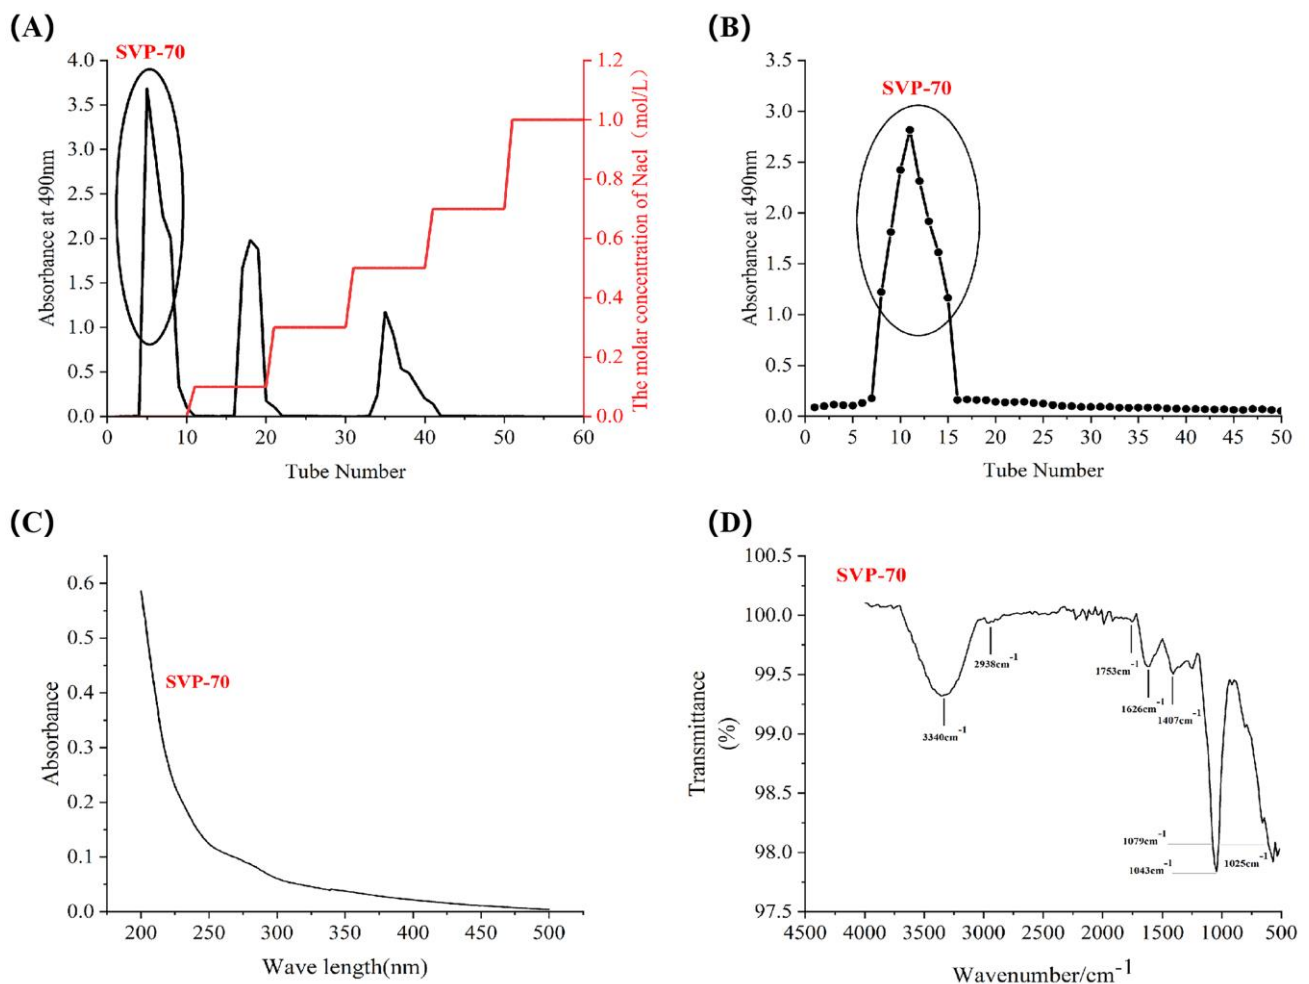 (A)
SVP-70
4.0
3.5
3.0
2.5
2.0
1.5
1.0
0.5
0.0
Absorbance at 490nm
0 10 20 30 40 50 60
Tube Number
1.2
1.0
0.8
0.6
0.4
0.2
0.0
The molar concentration of Nacl (mol/L)
(B)
SVP-70
3.5
3.0
2.5
2.0
1.5
1.0
0.5
0.0
Absorbance at 490nm
0 5 10 15 20 25 30 35 40 45 50
Tube Number
(C)
0.6
0.5
0.4
0.3
0.2
0.1
0.0
Absorbance
SVP-70
200 250 300 350 400 450 500
Wave length(nm)
(D)
SVP-70
100.5
100.0
99.5
99.0
98.5
98.0
97.5
Transmittance
(%)
2938cm-1
1753cm-1
1626cm-1
1407cm-1
3340cm-1
1079cm-1
1043cm-1
1025cm-1
4500 4000 3500 3000 2500 2000 1500 1000 500
Wavenumber/cm-1